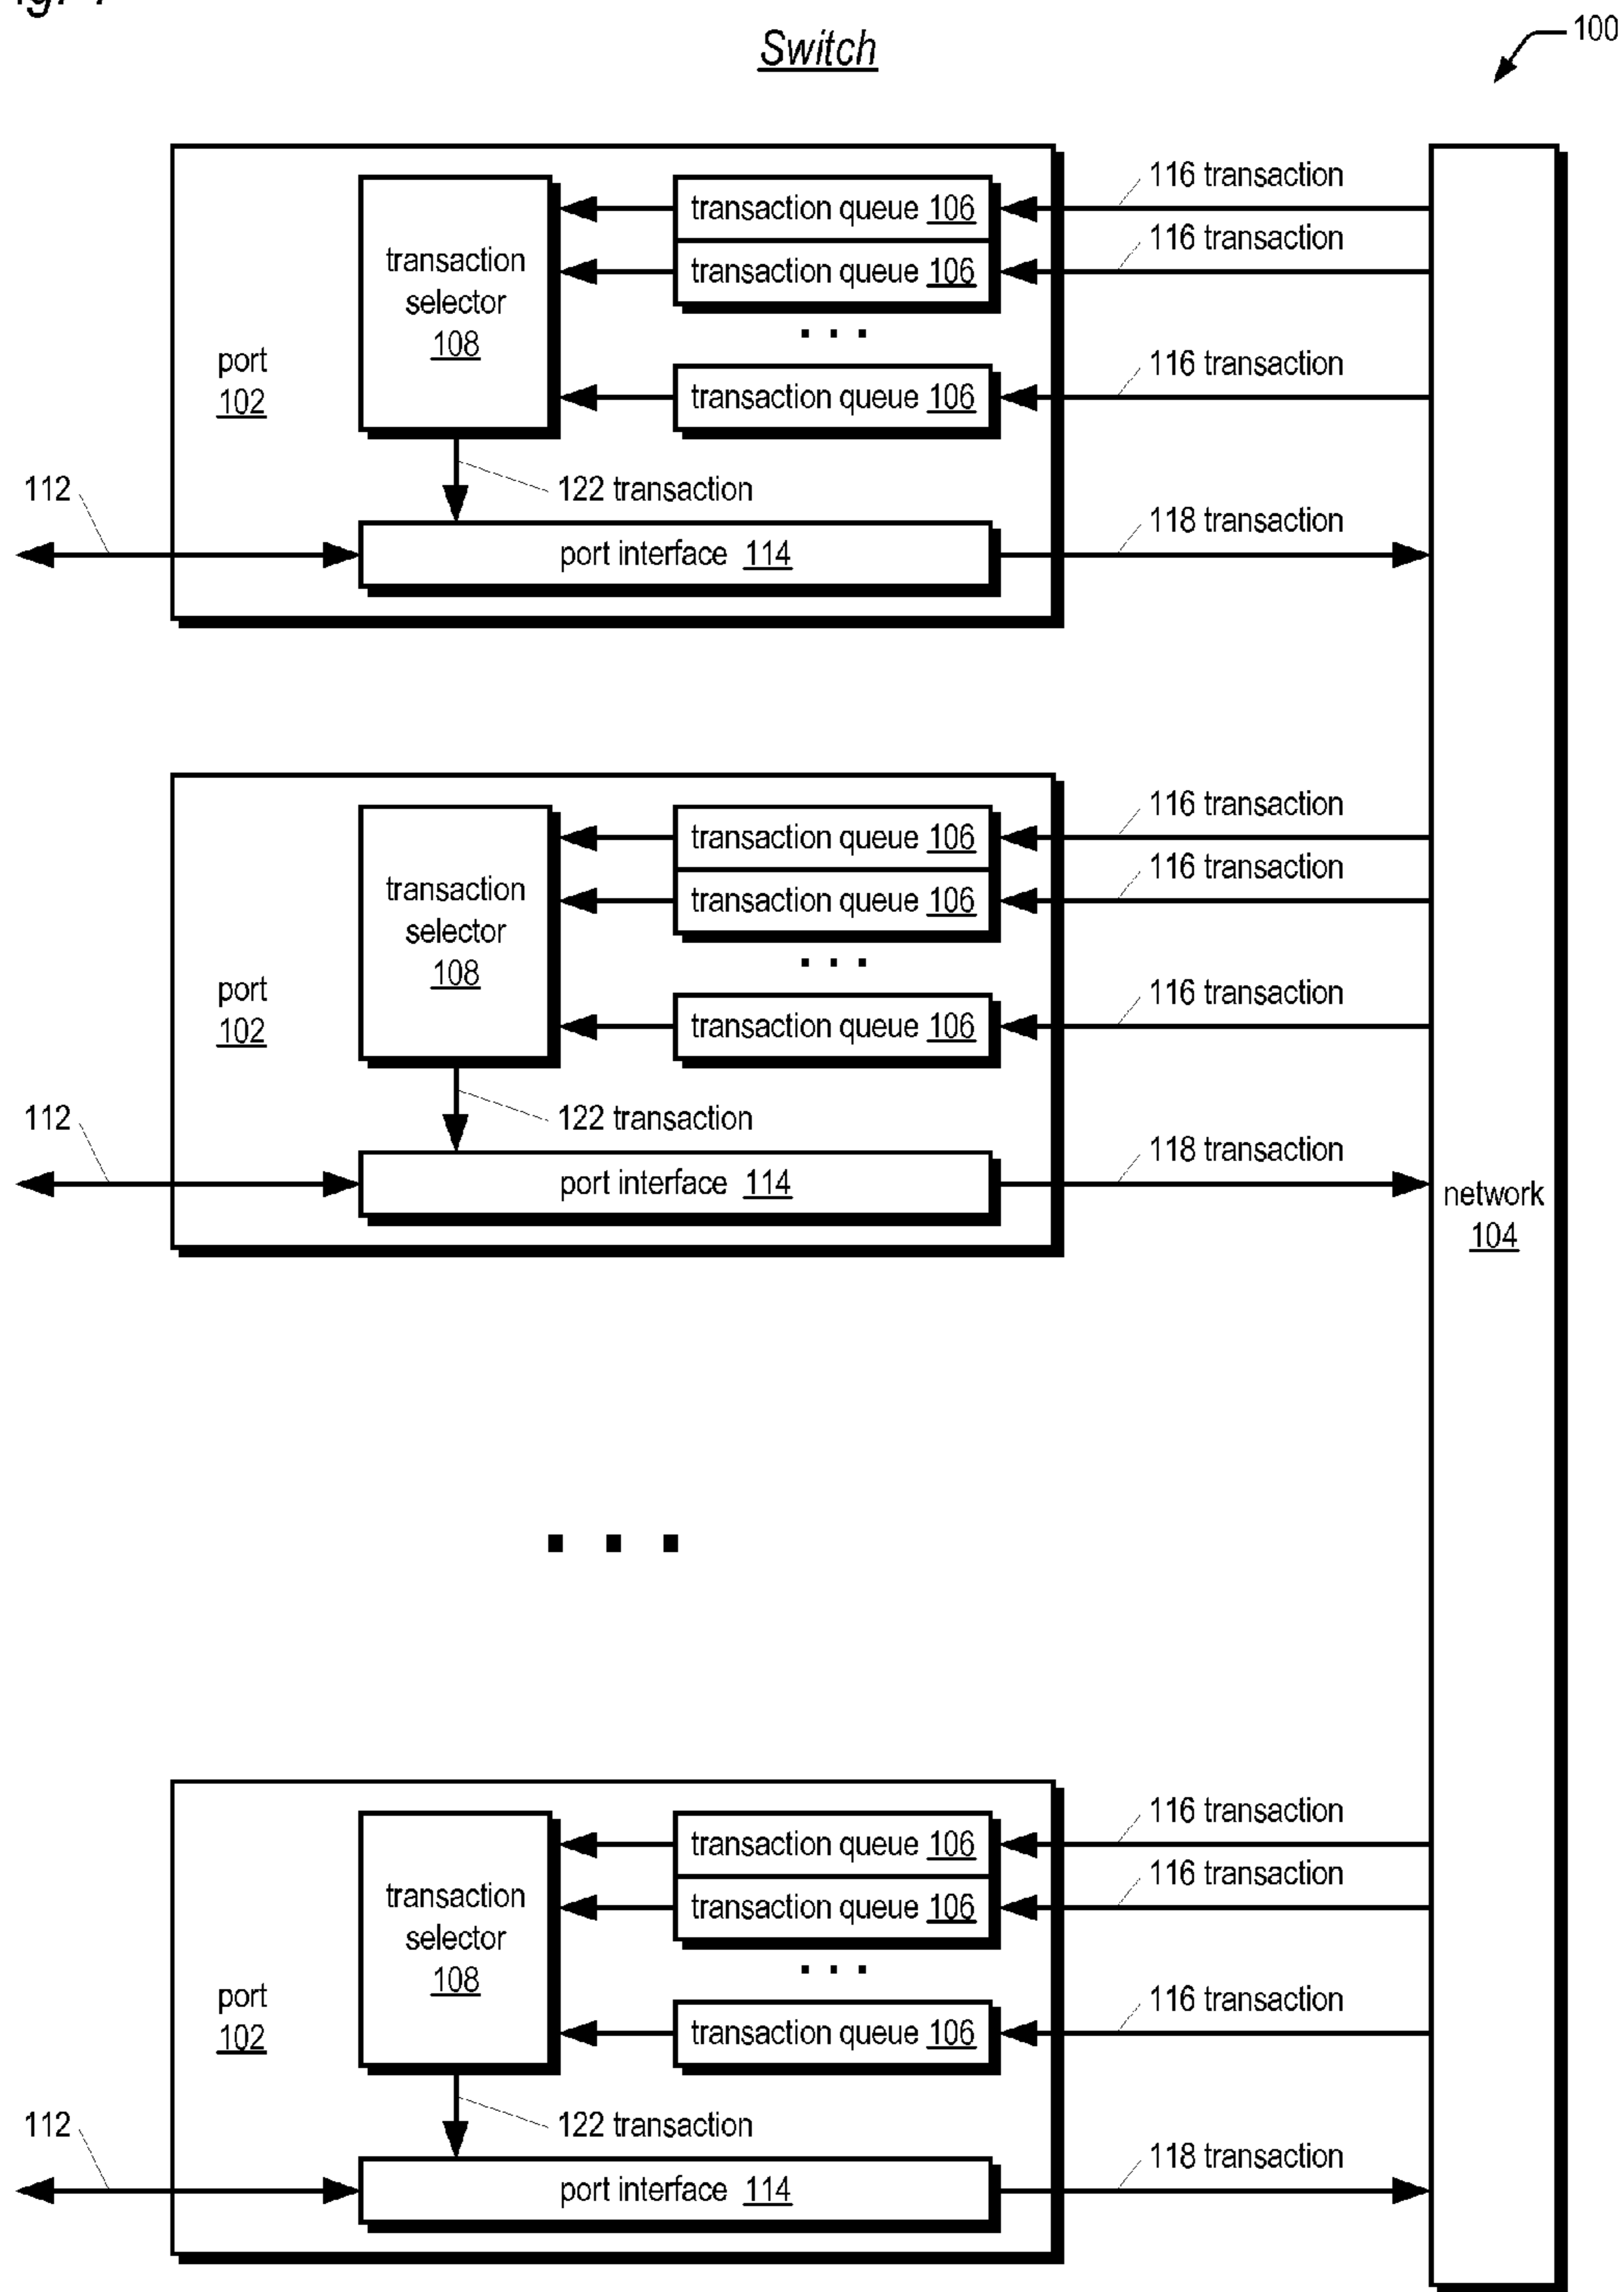 Switch
100
116 transaction
transaction queue 106
116 transaction
transaction queue 106
transaction
selector
108
. . .
116 transaction
port
102
transaction queue 106
112
122 transaction
118 transaction
port interface 114
116 transaction
transaction queue 106
116 transaction
transaction queue 106
transaction
selector
108
. . .
116 transaction
port
102
transaction queue 106
112
122 transaction
118 transaction
port interface 114
network
104
. . .
116 transaction
transaction queue 106
116 transaction
transaction queue 106
transaction
selector
108
. . .
116 transaction
port
102
transaction queue 106
112
122 transaction
118 transaction
port interface 114